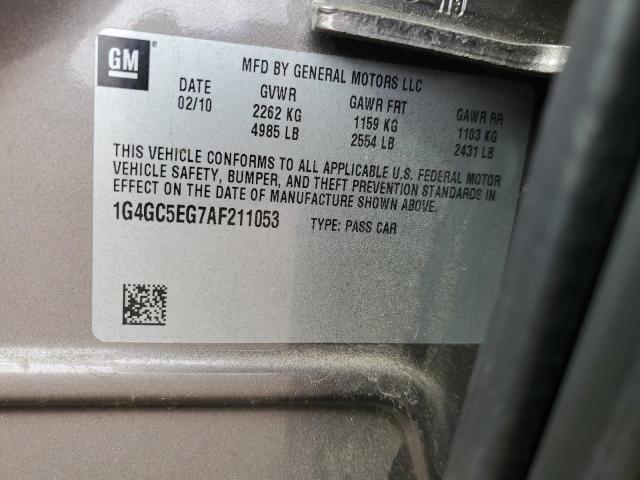 GM
MFD BY GENERAL MOTORS LLC
DATE GVWR GAWR FRT GAWR RR
02/10 2262 KG 1159 KG 1103 KG
4985 LB 2554 LB 2431 LB
THIS VEHICLE CONFORMS TO ALL APPLICABLE U.S. FEDERAL MOTOR
VEHICLE SAFETY, BUMPER, AND THEFT PREVENTION STANDARDS IN
EFFECT ON THE DATE OF MANUFACTURE SHOWN ABOVE.
1G4GC5EG7AF211053 TYPE: PASS CAR